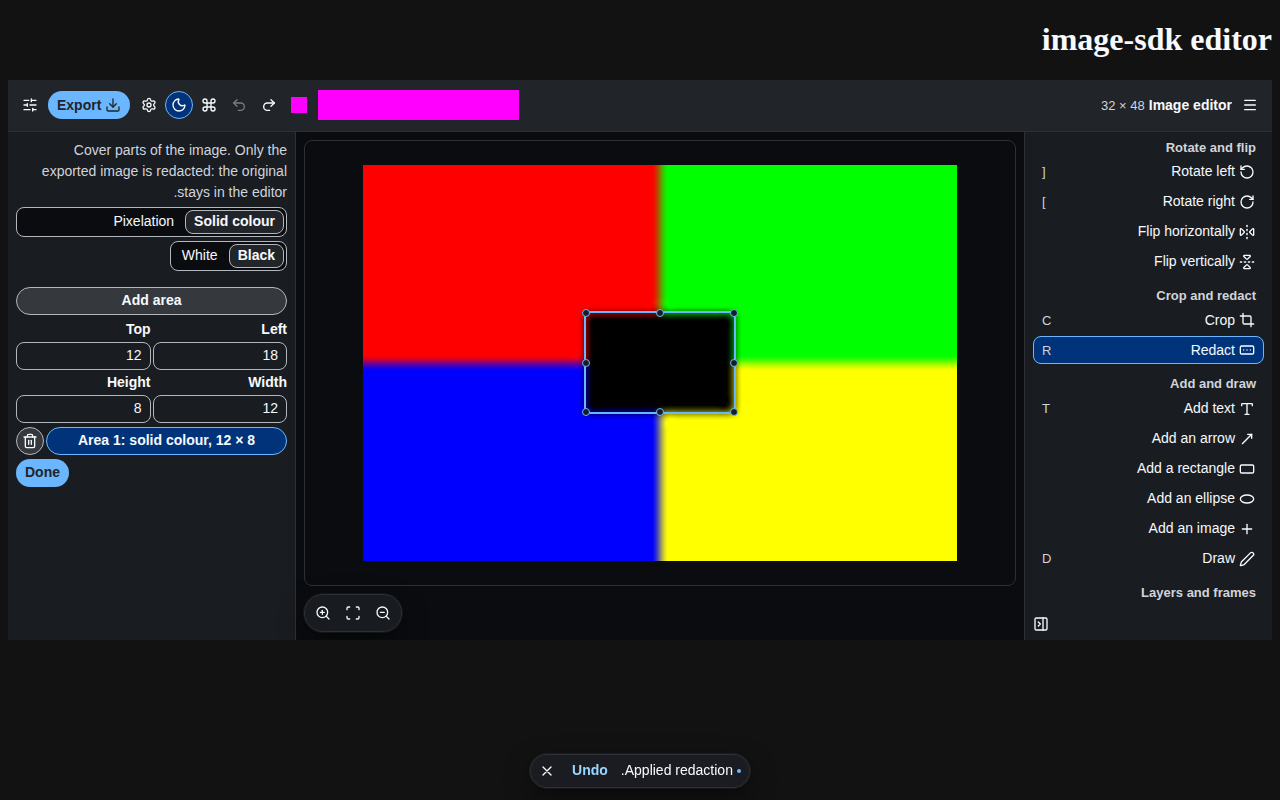 image-sdk editor
Export
32 × 48 Image editor
Cover parts of the image. Only the
exported image is redacted: the original
.stays in the editor
Pixelation Solid colour
White Black
Add area
Top Left
12 18
Height Width
8 12
Area 1: solid colour, 12 × 8
Done
Rotate and flip
] Rotate left
[ Rotate right
Flip horizontally
Flip vertically
Crop and redact
C Crop
R Redact
Add and draw
T Add text
Add an arrow
Add a rectangle
Add an ellipse
Add an image
D Draw
Layers and frames
Undo .Applied redaction